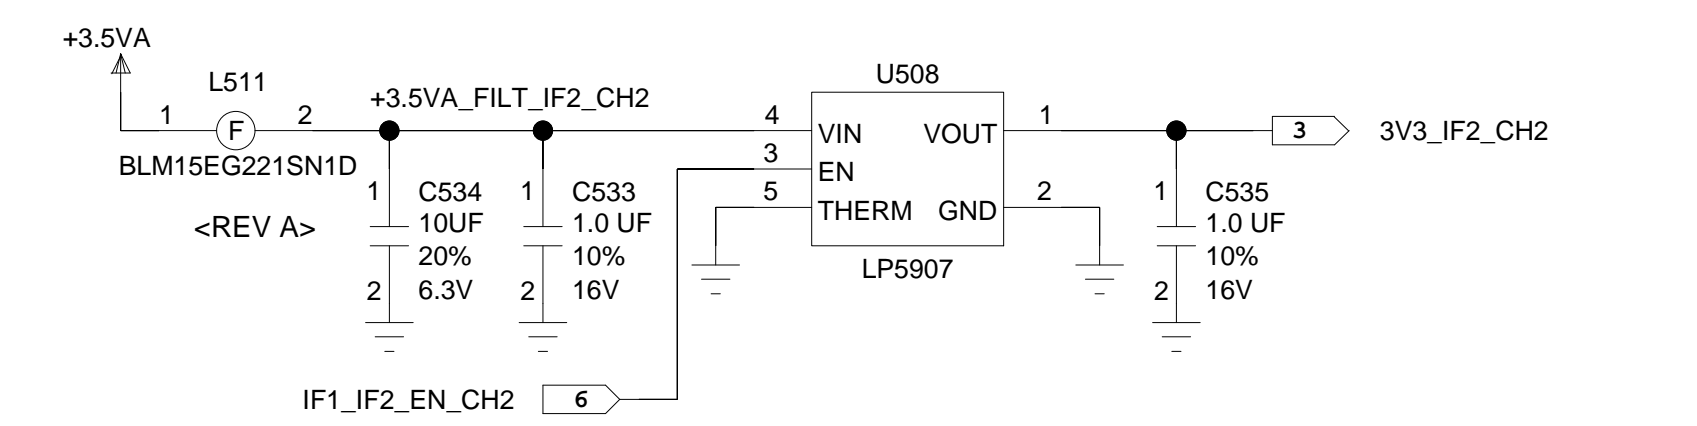 +3.5VA
L511
1
F
2
BLM15EG221SN1D
<REV A>
+3.5VA_FILT_IF2_CH2
1
C534
10UF
20%
6.3V
2
1
C533
1.0 UF
10%
16V
2
U508
4
VIN
VOUT
1
3
EN
5
THERM
GND
2
LP5907
3
3V3_IF2_CH2
1
C535
1.0 UF
10%
16V
2
IF1_IF2_EN_CH2
6